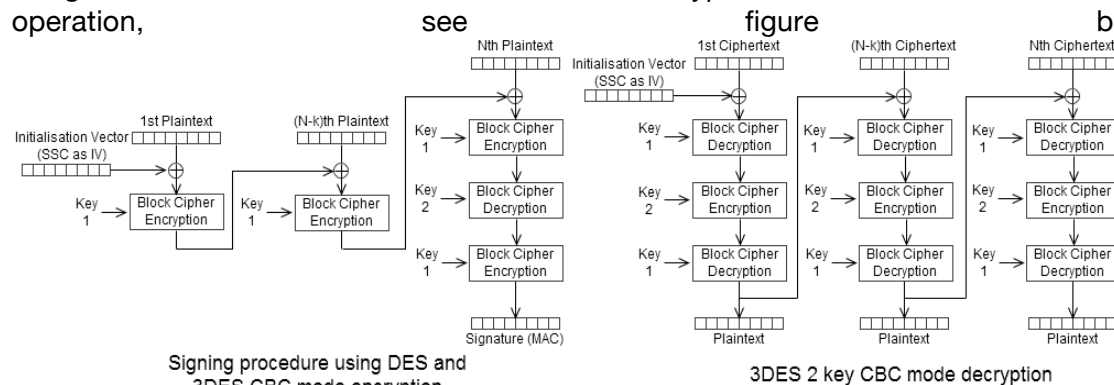 operation, see figure b
Nth Plaintext
1st Plaintext
(N-k)th Plaintext
Initialisation Vector
(SSC as IV)
Key
1
Block Cipher
Encryption
Key
1
Block Cipher
Encryption
Key
1
Block Cipher
Encryption
Key
2
Block Cipher
Decryption
Key
1
Block Cipher
Encryption
Signature (MAC)
Signing procedure using DES and
3DES CBC mode encryption
1st Ciphertext
(N-k)th Ciphertext
Nth Ciphertext
Initialisation Vector
(SSC as IV)
Key
1
Block Cipher
Decryption
Key
1
Block Cipher
Decryption
Key
1
Block Cipher
Decryption
Key
2
Block Cipher
Encryption
Key
2
Block Cipher
Encryption
Key
2
Block Cipher
Encryption
Key
1
Block Cipher
Decryption
Key
1
Block Cipher
Decryption
Key
1
Block Cipher
Decryption
Plaintext
Plaintext
Plaintext
3DES 2 key CBC mode decryption